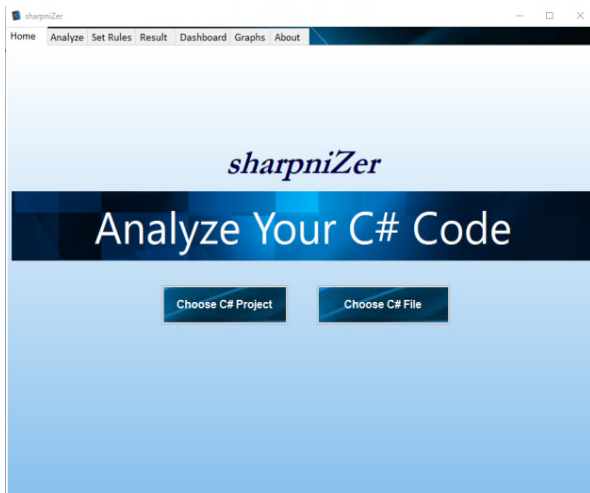 sharpniZer
Home Analyze Set Rules Result Dashboard Graphs About
sharpniZer
Analyze Your C# Code
Choose C# Project Choose C# File